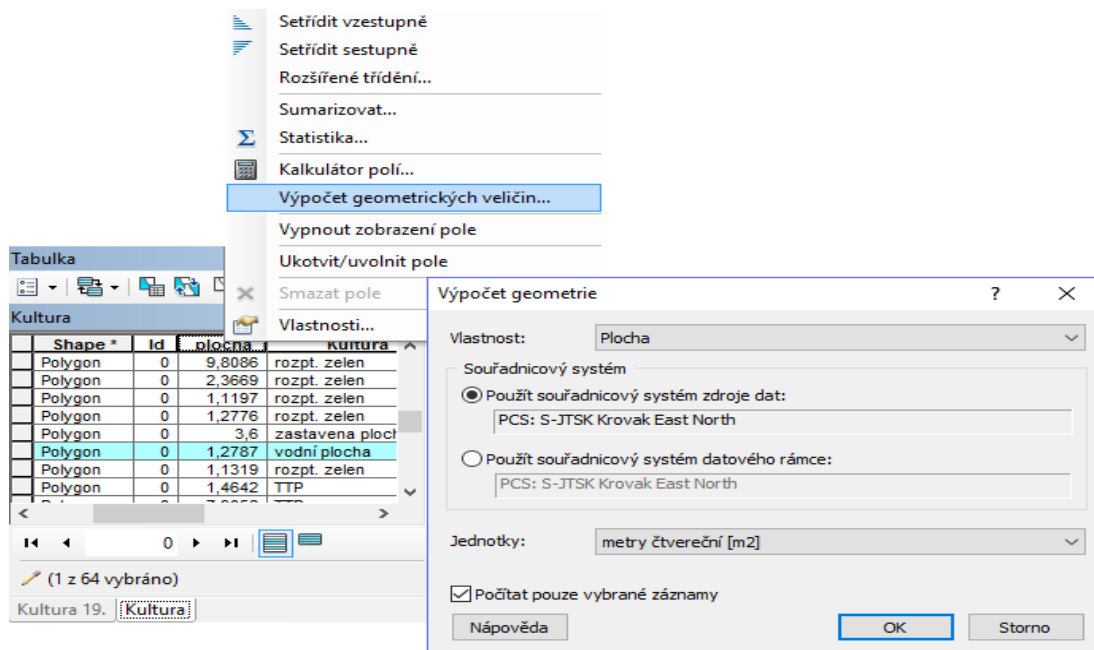 Setřídit vzestupně
Setřídit sestupně
Rozšířené třídění...
Sumarizovat...
Σ Statistika...
Kalkulátor polí...
Výpočet geometrických veličin...
Vypnout zobrazení pole
Ukotvit/uvolnit pole
Smazat pole
Vlastnosti...
Tabulka
Kultura
Shape * Id plocha Kultura
Polygon 0 9,8086 rozpt. zelen
Polygon 0 2,3669 rozpt. zelen
Polygon 0 1,1197 rozpt. zelen
Polygon 0 1,2776 rozpt. zelen
Polygon 0 3,6 zastavena ploch
Polygon 0 1,2787 vodní plocha
Polygon 0 1,1319 rozpt. zelen
Polygon 0 1,4642 TTP
0
(1 z 64 vybráno)
Kultura 19. Kultura
Výpočet geometrie ?
Vlastnost: Plocha
Souřadnicový systém
Použít souřadnicový systém zdroje dat:
PCS: S-JTSK Krovak East North
Použít souřadnicový systém datového rámce:
PCS: S-JTSK Krovak East North
Jednotky: metry čtvereční [m2]
Počítat pouze vybrané záznamy
Nápověda OK Storno